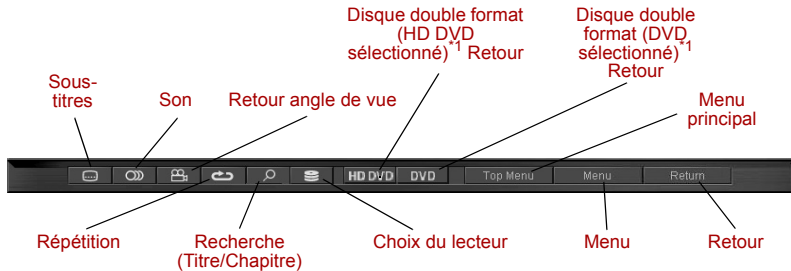 Disque double format
(HD DVD
sélectionné)*1 Retour
Disque double
format (DVD
sélectionné)*1
Retour
Sous-
titres
Son
Retour angle de vue
Menu
principal
HD DVD
DVD
Top Menu
Menu
Return
Répétition
Recherche
(Titre/Chapitre)
Choix du lecteur
Menu
Retour